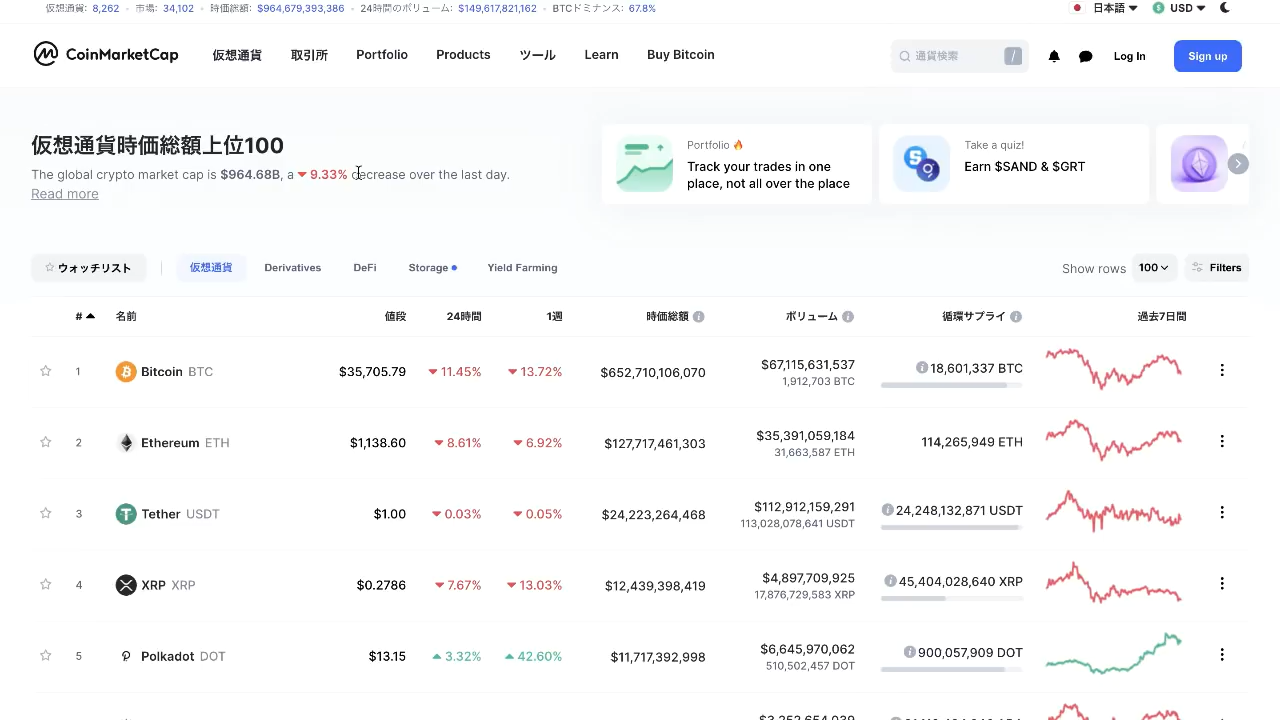 仮想通貨: 8,262 • 市場: 34,102 • 時価総額: $964,679,393,386 • 24時間のボリューム: $149,617,821,162 • BTCドミナンス: 67.8%
日本語 USD
CoinMarketCap 仮想通貨 取引所 Portfolio Products ツール Learn Buy Bitcoin 通貨検索 / Log In Sign up
仮想通貨時価総額上位100
The global crypto market cap is $964.68B, a ▼ 9.33% decrease over the last day.
Read more
Portfolio 🔥
Track your trades in one
place, not all over the place
Take a quiz!
Earn $SAND & $GRT
ウォッチリスト 仮想通貨 Derivatives DeFi Storage Yield Farming Show rows 100 Filters
# 名前 値段 24時間 1週 時価総額 ボリューム 循環サプライ 過去7日間
1 Bitcoin BTC $35,705.79 ▼ 11.45% ▼ 13.72% $652,710,106,070 $67,115,631,537 18,601,337 BTC
1,912,703 BTC
2 Ethereum ETH $1,138.60 ▼ 8.61% ▼ 6.92% $127,717,461,303 $35,391,059,184 114,265,949 ETH
31,663,587 ETH
3 Tether USDT $1.00 ▼ 0.03% ▼ 0.05% $24,223,264,468 $112,912,159,291 24,248,132,871 USDT
113,028,078,641 USDT
4 XRP XRP $0.2786 ▼ 7.67% ▼ 13.03% $12,439,398,419 $4,897,709,925 45,404,028,640 XRP
17,876,729,583 XRP
5 Polkadot DOT $13.15 ▲ 3.32% ▲ 42.60% $11,717,392,998 $6,645,970,062 900,057,909 DOT
510,502,457 DOT